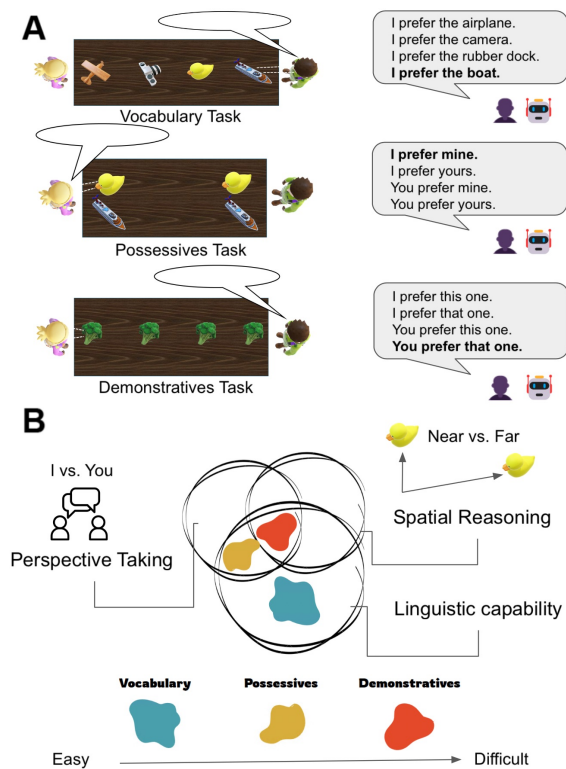 A
I prefer the airplane.
I prefer the camera.
I prefer the rubber dock.
I prefer the boat.
Vocabulary Task
I prefer mine.
I prefer yours.
You prefer mine.
You prefer yours.
Possessives Task
I prefer this one.
I prefer that one.
You prefer this one.
You prefer that one.
Demonstratives Task
B
Near vs. Far
I vs. You
Spatial Reasoning
Perspective Taking
Linguistic capability
Vocabulary
Possessives
Demonstratives
Easy
Difficult